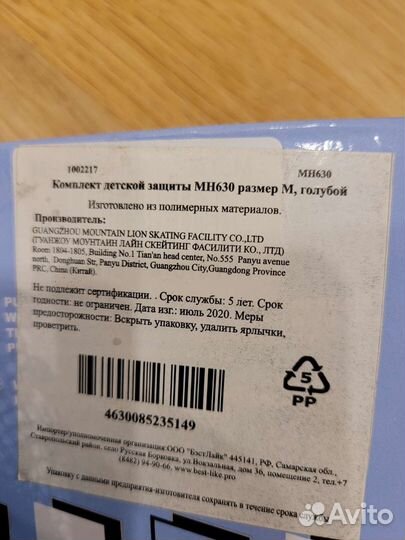 1002217 MH630
Комплект детской защиты MH630 размер M, голубой
Изготовлено из полимерных материалов.
Производитель:
GUANGZHOU MOUNTAIN LION SKATING FACILITY CO.,LTD
(ГУАНЖОУ МОУНТАИН ЛАЙН СКЕЙТИНГ ФАСИЛИТИ КО., ЛТД)
Room 1804-1805, Building No.1 Tian'an head center, No.555 Panyu avenue
north, Donghuan Str, Panyu District, Guangzhou City,Guangdong Province
PRC, China (Китай).
Не подлежит сертификации. . Срок службы: 5 лет. Срок
годности: не ограничен. Дата изг.: июль 2020. Меры
предосторожности: Вскрыть упаковку, удалить ярлычки,
проветрить.
4630085235149
5
PP
Импортер/уполномоченная организация:ООО "БэстЛайк" 445141, РФ, Самарская обл.,
Ставропольский район, село Русская Борковка, ул.Вокзальная, дом 36, помещение 2, тел.+7
(8482) 94-90-66, www.best-like.pro
Упаковку с данными предприятия-изготовителя сохранять в течение срока службы
Avito